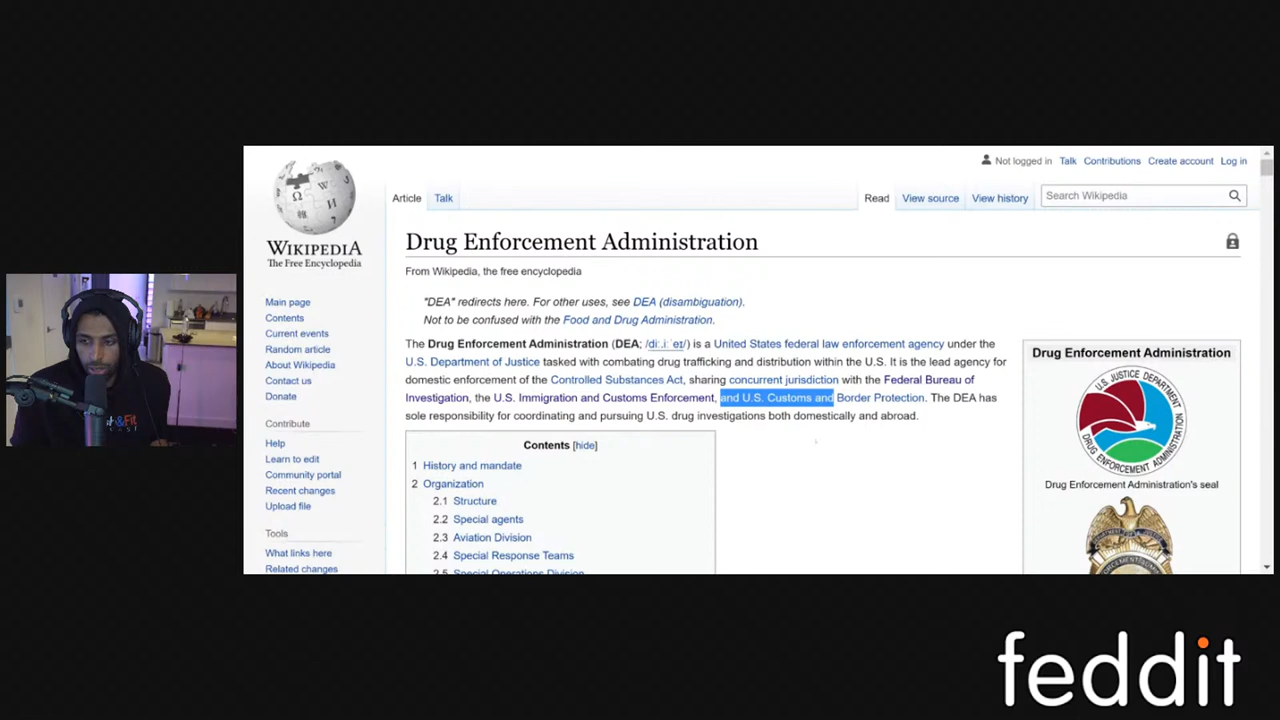 Not logged in Talk Contributions Create account Log in
Article Talk Read View source View history Search Wikipedia
WIKIPEDIA
The Free Encyclopedia
Main page
Contents
Current events
Random article
About Wikipedia
Contact us
Donate
Contribute
Help
Learn to edit
Community portal
Recent changes
Upload file
Tools
What links here
Related changes
Drug Enforcement Administration
From Wikipedia, the free encyclopedia
"DEA" redirects here. For other uses, see DEA (disambiguation).
Not to be confused with the Food and Drug Administration.
The Drug Enforcement Administration (DEA; /diː.iːˈeɪ/) is a United States federal law enforcement agency under the
U.S. Department of Justice tasked with combating drug trafficking and distribution within the U.S. It is the lead agency for
domestic enforcement of the Controlled Substances Act, sharing concurrent jurisdiction with the Federal Bureau of
Investigation, the U.S. Immigration and Customs Enforcement, and U.S. Customs and Border Protection. The DEA has
sole responsibility for coordinating and pursuing U.S. drug investigations both domestically and abroad.
Contents [hide]
1 History and mandate
2 Organization
2.1 Structure
2.2 Special agents
2.3 Aviation Division
2.4 Special Response Teams
2.5 Special Operations Division
Drug Enforcement Administration
U.S. JUSTICE DEPARTMENT
DRUG ENFORCEMENT ADMINISTRATION
Drug Enforcement Administration's seal
feddit